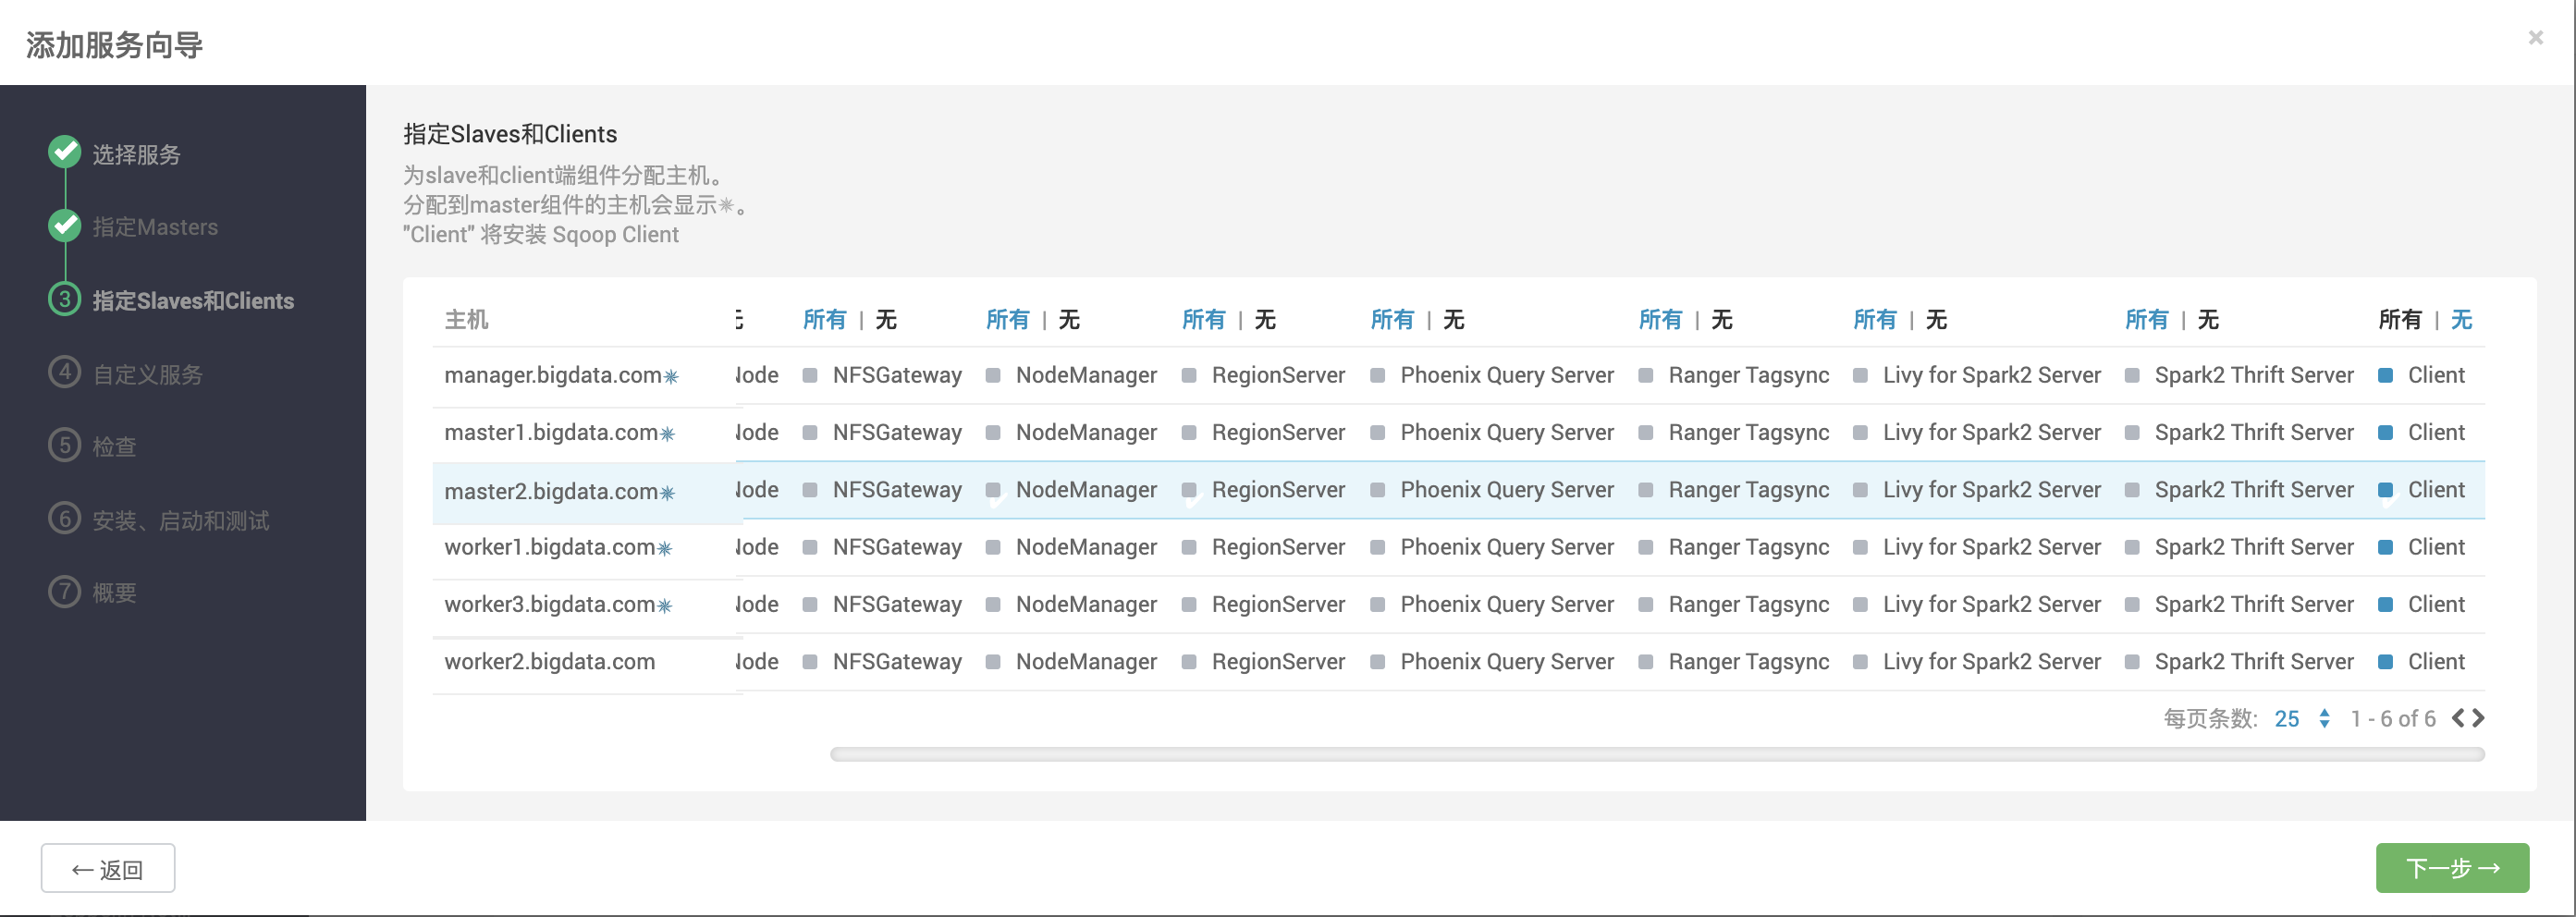 添加服务向导
×
选择服务
指定Masters
3 指定Slaves和Clients
4 自定义服务
5 检查
6 安装、启动和测试
7 概要
指定Slaves和Clients
为slave和client端组件分配主机。
分配到master组件的主机会显示✳。
"Client" 将安装 Sqoop Client
主机 所有 | 无 所有 | 无 所有 | 无 所有 | 无 所有 | 无 所有 | 无 所有 | 无 所有 | 无
manager.bigdata.com✳ Node NFSGateway NodeManager RegionServer Phoenix Query Server Ranger Tagsync Livy for Spark2 Server Spark2 Thrift Server Client
master1.bigdata.com✳ Node NFSGateway NodeManager RegionServer Phoenix Query Server Ranger Tagsync Livy for Spark2 Server Spark2 Thrift Server Client
master2.bigdata.com✳ Node NFSGateway NodeManager RegionServer Phoenix Query Server Ranger Tagsync Livy for Spark2 Server Spark2 Thrift Server Client
worker1.bigdata.com✳ Node NFSGateway NodeManager RegionServer Phoenix Query Server Ranger Tagsync Livy for Spark2 Server Spark2 Thrift Server Client
worker3.bigdata.com✳ Node NFSGateway NodeManager RegionServer Phoenix Query Server Ranger Tagsync Livy for Spark2 Server Spark2 Thrift Server Client
worker2.bigdata.com Node NFSGateway NodeManager RegionServer Phoenix Query Server Ranger Tagsync Livy for Spark2 Server Spark2 Thrift Server Client
每页条数: 25 1 - 6 of 6
← 返回
下一步 →